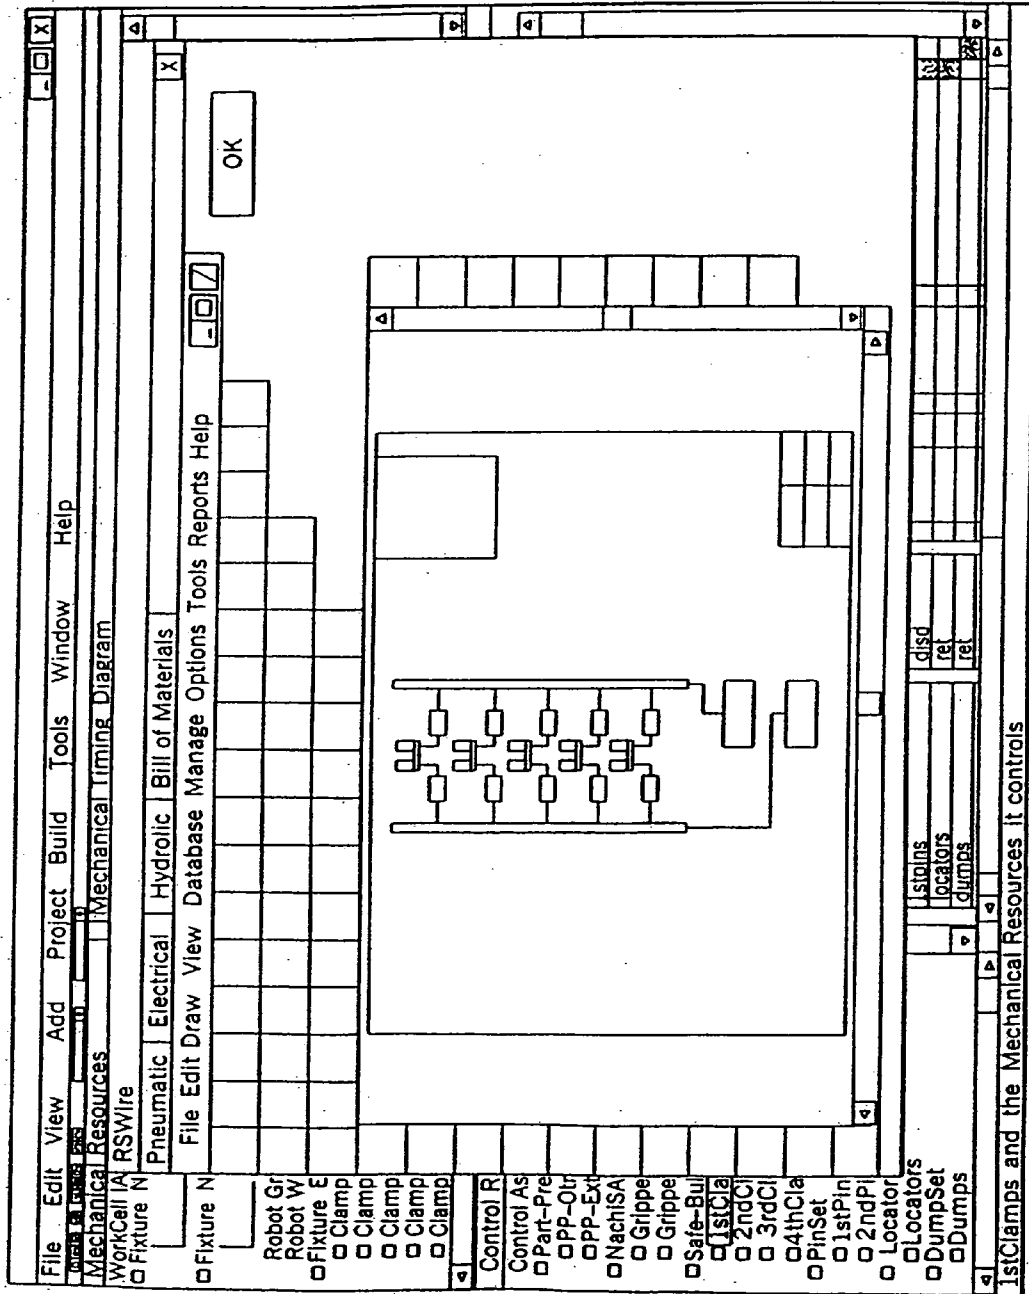 File Edit View Add Project Build Tools Window Help
Mechanical Resources
Mechanical Timing Diagram
WorkCell (A
Fixture N
Fixture N
Robot Gr
Robot W
Fixture E
Clamp
Clamp
Clamp
Clamp
Clamp
RSWire
Pneumatic Electrical Hydrolic Bill of Materials
X
File Edit Draw View Database Manage Options Tools Reports Help
OK
Control R
Control As
Part-Pre
PP-Otr
PP-Ext
NachiSA
Grippe
Grippe
Safe-Bul
1stCla
2ndCl
3rdCl
4thCla
PinSet
1stPin
2ndPi
Locator
Locators
DumpSet
Dumps
1stpins disd
locators ret
dumps ret
1stClamps and the Mechanical Resources it controls